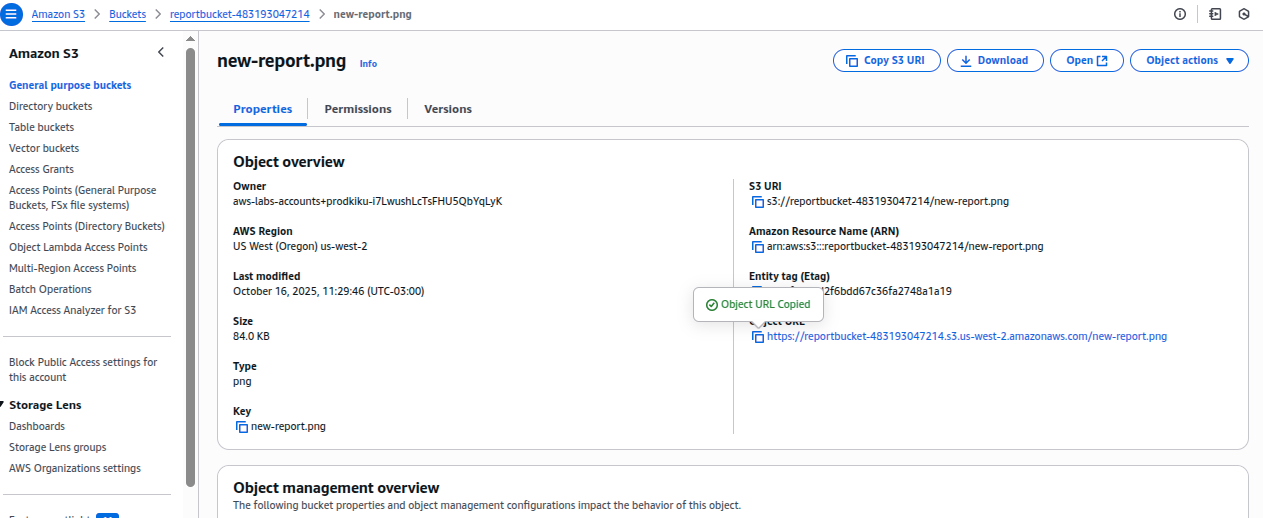 Amazon S3 > Buckets > reportbucket-483193047214 > new-report.png
Amazon S3
General purpose buckets
Directory buckets
Table buckets
Vector buckets
Access Grants
Access Points (General Purpose
Buckets, FSx file systems)
Access Points (Directory Buckets)
Object Lambda Access Points
Multi-Region Access Points
Batch Operations
IAM Access Analyzer for S3
Block Public Access settings for
this account
Storage Lens
Dashboards
Storage Lens groups
AWS Organizations settings
new-report.png Info
Copy S3 URI
Download
Open
Object actions
Properties
Permissions
Versions
Object overview
Owner
aws-labs-accounts+prodkiku-i7LwushLcTsFHU5QbYqLyK
AWS Region
US West (Oregon) us-west-2
Last modified
October 16, 2025, 11:29:46 (UTC-03:00)
Size
84.0 KB
Type
png
Key
new-report.png
S3 URI
s3://reportbucket-483193047214/new-report.png
Amazon Resource Name (ARN)
arn:aws:s3:::reportbucket-483193047214/new-report.png
Entity tag (Etag)
2f6bdd67c36fa2748a1a19
Object URL Copied
https://reportbucket-483193047214.s3.us-west-2.amazonaws.com/new-report.png
Object management overview
The following bucket properties and object management configurations impact the behavior of this object.